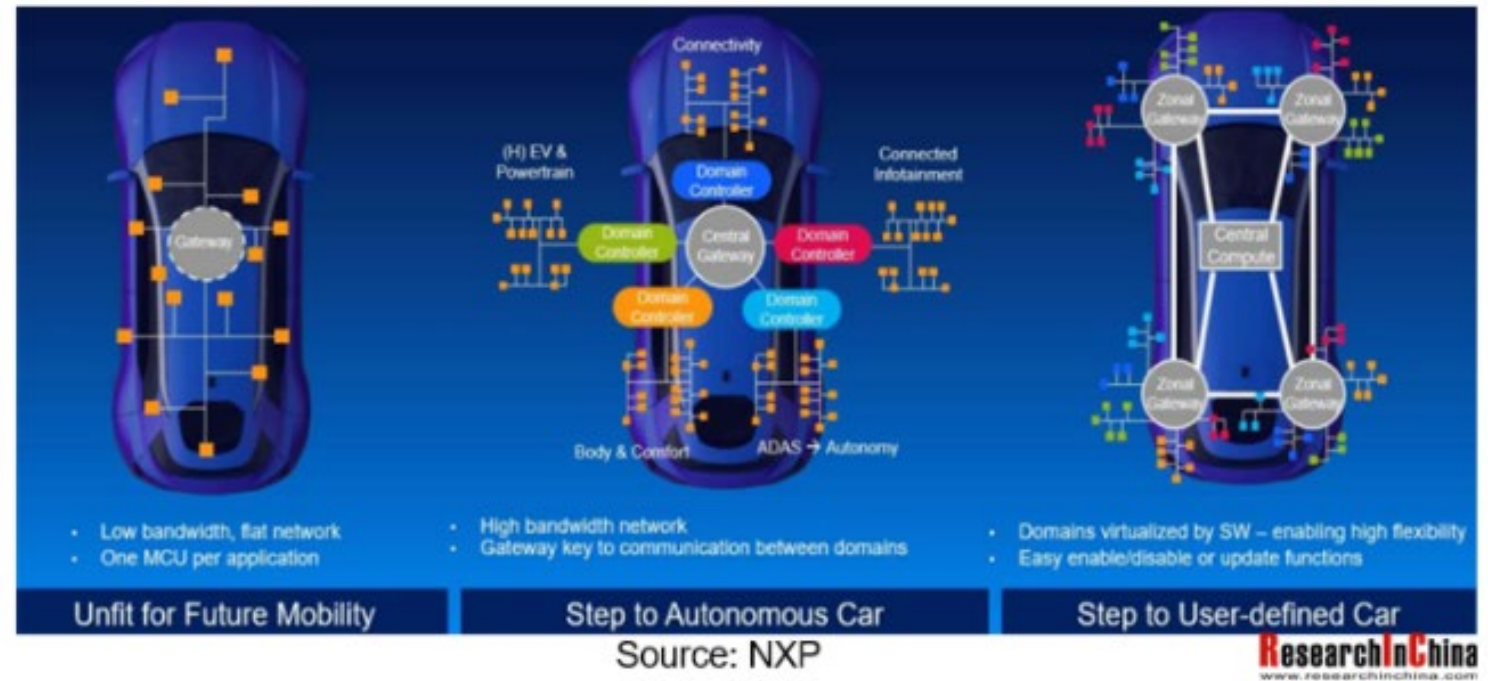 Gateway
• Low bandwidth, flat network
• One MCU per application
Unfit for Future Mobility
Connectivity
(H) EV &
Powertrain
Connected
Infotainment
Domain
Controller
Domain
Controller
Central
Gateway
Domain
Controller
Domain
Controller
Domain
Controller
Body & Comfort
ADAS → Autonomy
• High bandwidth network
• Gateway key to communication between domains
Step to Autonomous Car
Zonal
Gateway
Zonal
Gateway
Central
Compute
Zonal
Gateway
Zonal
Gateway
• Domains virtualized by SW – enabling high flexibility
• Easy enable/disable or update functions
Step to User-defined Car
Source: NXP
ResearchInChina
www.researchinchina.com